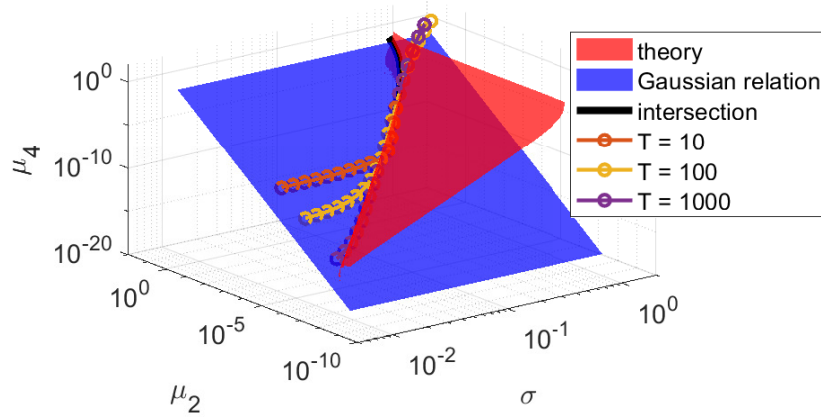 theory
Gaussian relation
intersection
T = 10
T = 100
T = 1000
10^0
10^-10
10^-20
μ_4
10^0
10^-5
10^-10
μ_2
10^-2
10^-1
10^0
σ